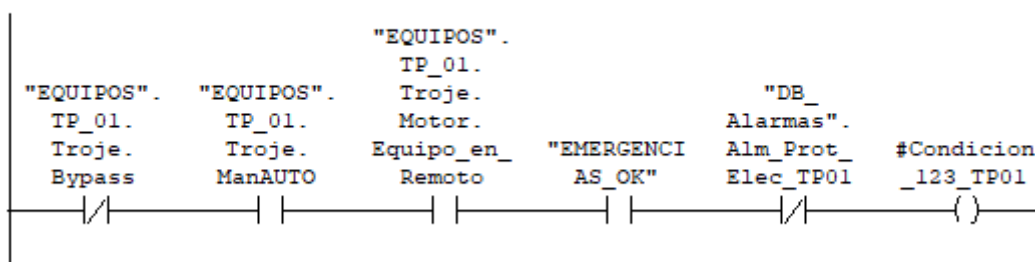 "EQUIPOS".
TP_01.
Troje.
Bypass
"EQUIPOS".
TP_01.
Troje.
ManAUTO
"EQUIPOS".
TP_01.
Troje.
Motor.
Equipo_en_
Remoto
"EMERGENCI
AS_OK"
"DB_
Alarmas".
Alm_Prot_
Elec_TP01
#Condicion
_123_TP01